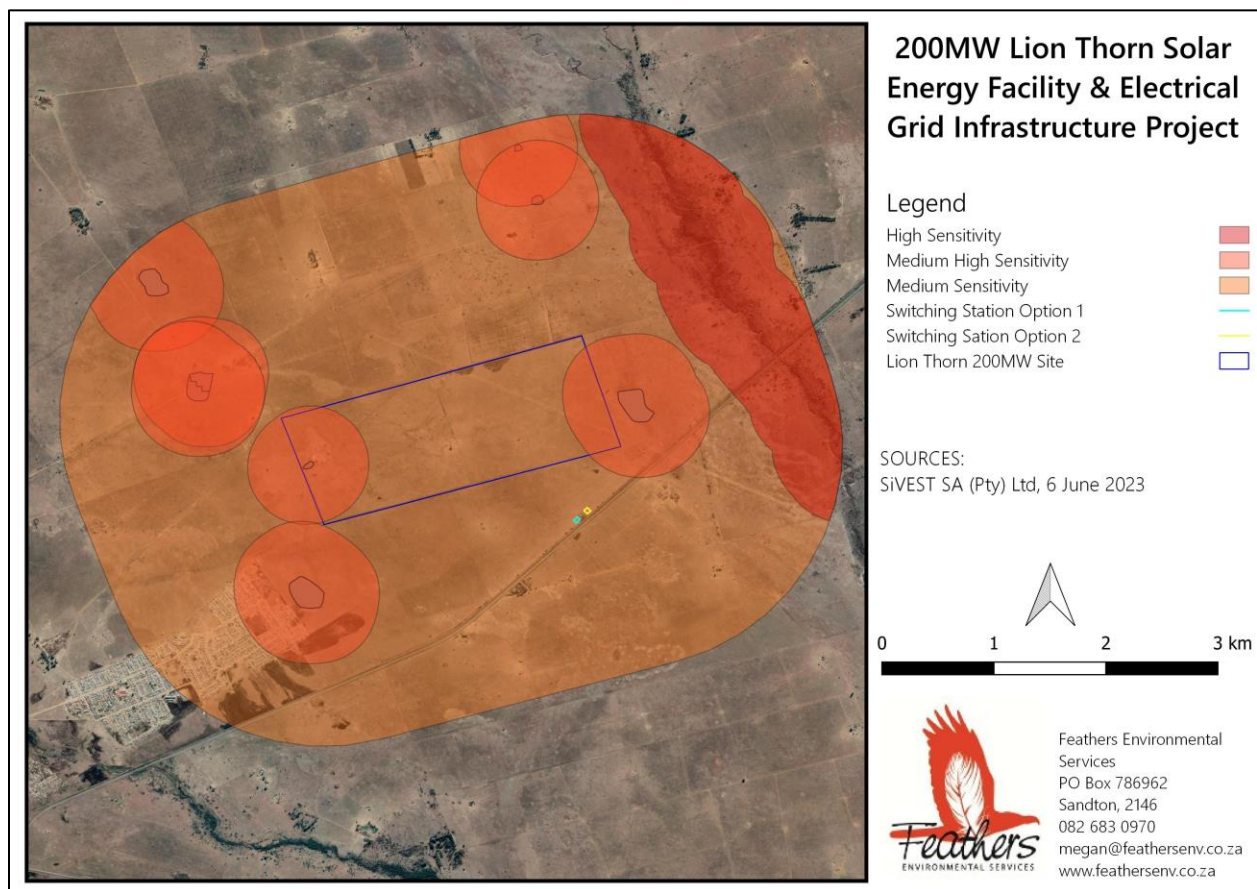 200MW Lion Thorn Solar
Energy Facility & Electrical
Grid Infrastructure Project
Legend
High Sensitivity
Medium High Sensitivity
Medium Sensitivity
Switching Station Option 1
Switching Sation Option 2
Lion Thorn 200MW Site
SOURCES:
SiVEST SA (Pty) Ltd, 6 June 2023
0 1 2 3 km
Feathers
ENVIRONMENTAL SERVICES
Feathers Environmental
Services
PO Box 786962
Sandton, 2146
082 683 0970
megan@feathersenv.co.za
www.feathersenv.co.za